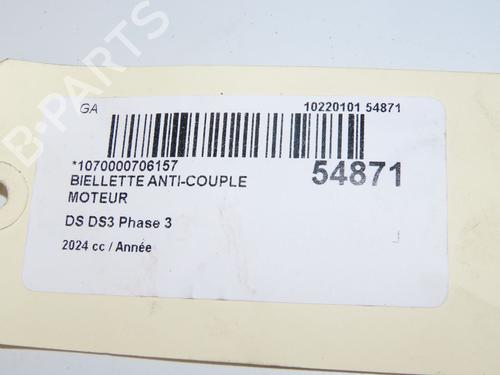 GA
10220101 54871
*1070000706157
54871
BIELLETTE ANTI-COUPLE
MOTEUR
DS DS3 Phase 3
2024 cc / Année
B-PARTS